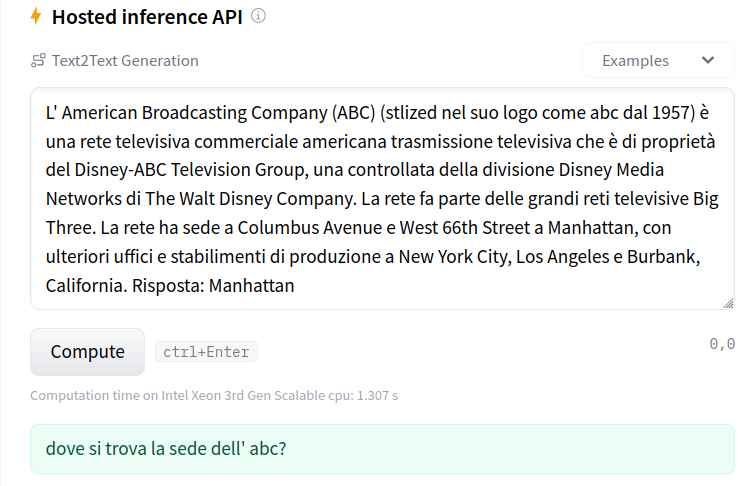 Hosted inference API
Text2Text Generation
Examples
L' American Broadcasting Company (ABC) (stlized nel suo logo come abc dal 1957) è
una rete televisiva commerciale americana trasmissione televisiva che è di proprietà
del Disney-ABC Television Group, una controllata della divisione Disney Media
Networks di The Walt Disney Company. La rete fa parte delle grandi reti televisive Big
Three. La rete ha sede a Columbus Avenue e West 66th Street a Manhattan, con
ulteriori uffici e stabilimenti di produzione a New York City, Los Angeles e Burbank,
California. Risposta: Manhattan
Compute
ctrl+Enter
0,0
Computation time on Intel Xeon 3rd Gen Scalable cpu: 1.307 s
dove si trova la sede dell' abc?